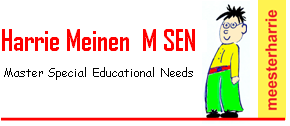 Harrie Meinen M SEN
Master Special Educational Needs
meesterharrie